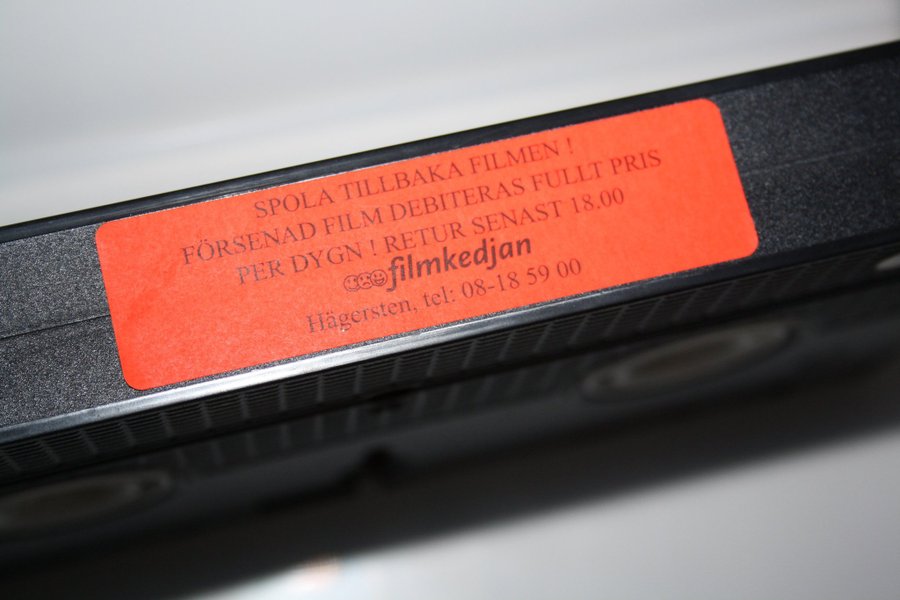 SPOLA TILLBAKA FILMEN !
FÖRSENAD FILM DEBITERAS FULLT PRIS
PER DYGN ! RETUR SENAST 18.00
filmkedjan
Hägersten, tel: 08-18 59 00